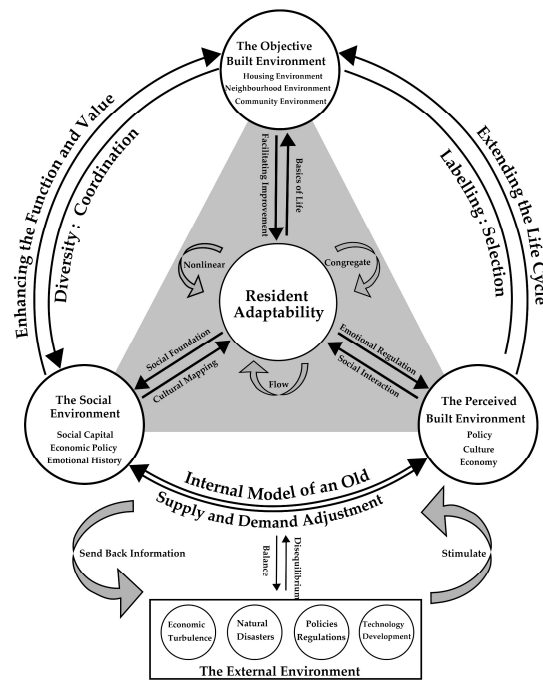 The Objective
Built Environment
Housing Environment
Neighbourhood Environment
Community Environment
Enhancing the Function and Value
Diversity : Coordination
Extending the Life Cycle
Labelling : Selection
Facilitating Improvement
Basics of Life
Nonlinear
Congregate
Resident
Adaptability
Flow
Social Foundation
Cultural Mapping
Emotional Regulation
Social Interaction
The Social
Environment
Social Capital
Economic Policy
Emotional History
The Perceived
Built Environment
Policy
Culture
Economy
Internal Model of an Old
Supply and Demand Adjustment
Send Back Information
Balance
Disequilibrium
Stimulate
Economic
Turbulence
Natural
Disasters
Policies
Regulations
Technology
Development
The External Environment